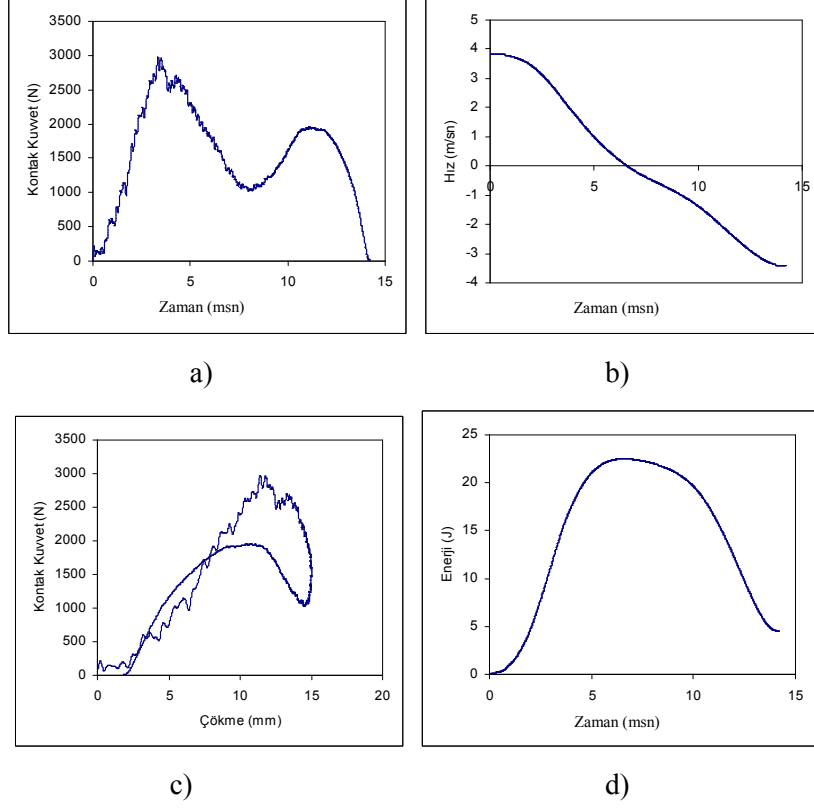 3500
3000
2500
2000
1500
1000
500
0
Kontak Kuvvet (N)
0 5 10 15
Zaman (msn)
a)
5
4
3
2
1
0
-1
-2
-3
-4
Hız (m/sn)
0 5 10 15
Zaman (msn)
b)
3500
3000
2500
2000
1500
1000
500
0
Kontak Kuvvet (N)
0 5 10 15 20
Çökme (mm)
c)
25
20
15
10
5
0
Enerji (J)
0 5 10 15
Zaman (msn)
d)